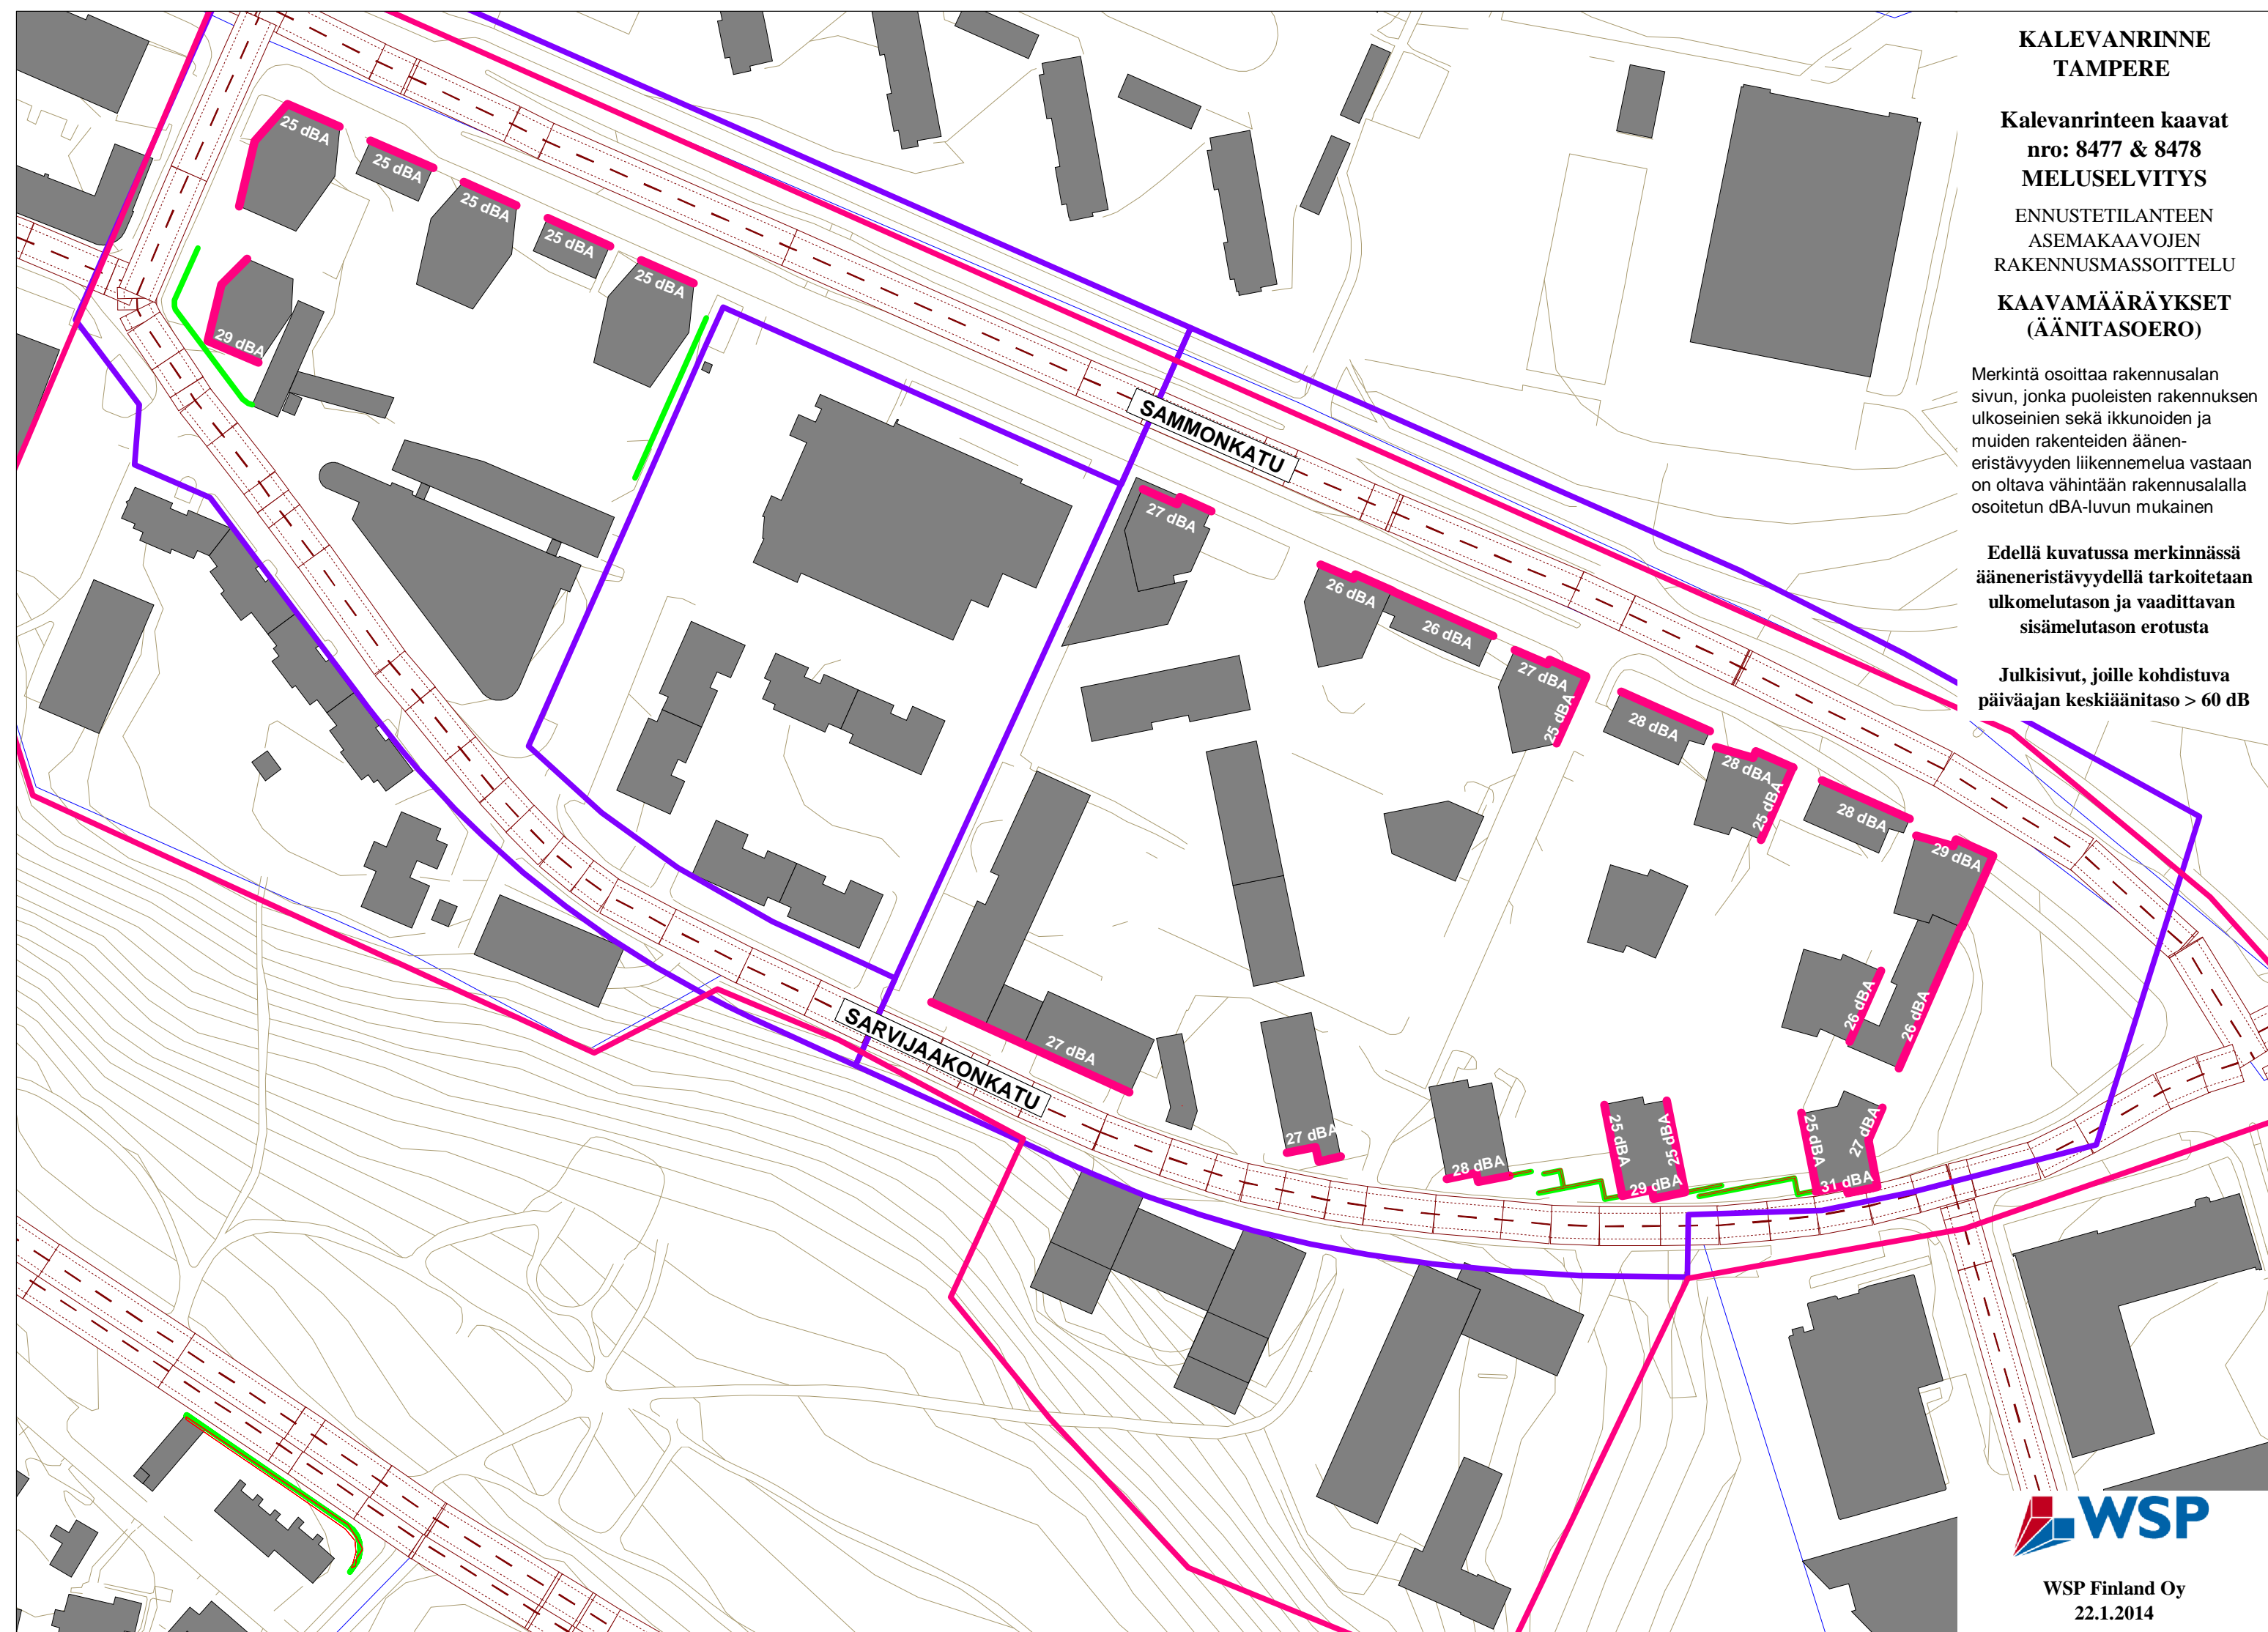 KALEVANRINNE
TAMPERE
Kalevanrinteen kaavat
nro: 8477 & 8478
MELUSELVITYS
ENNUSTETILANTEEN
ASEMAKAAVOJEN
RAKENNUSMASSOITTELU
KAAVAMÄÄRÄYKSET
(ÄÄNITASOERO)
Merkintä osoittaa rakennusalan
sivun, jonka puoleisten rakennuksen
ulkoseinien sekä ikkunoiden ja
muiden rakenteiden äänen-
eristävyyden liikennemelua vastaan
on oltava vähintään rakennusalalla
osoitetun dBA-luvun mukainen
Edellä kuvatussa merkinnässä
ääneneristävyydellä tarkoitetaan
ulkomelutason ja vaadittavan
sisämelutason erotusta
Julkisivut, joille kohdistuva
päiväajan keskiäänitaso > 60 dB
WSP
WSP Finland Oy
22.1.2014
25 dBA
25 dBA
25 dBA
25 dBA
25 dBA
29 dBA
SAMMONKATU
27 dBA
26 dBA
26 dBA
27 dBA
25 dBA
28 dBA
28 dBA
25 dBA
28 dBA
29 dBA
26 dBA
26 dBA
SARVIJAAKONKATU
27 dBA
27 dBA
28 dBA
25 dBA
25 dBA
29 dBA
25 dBA
27 dBA
31 dBA